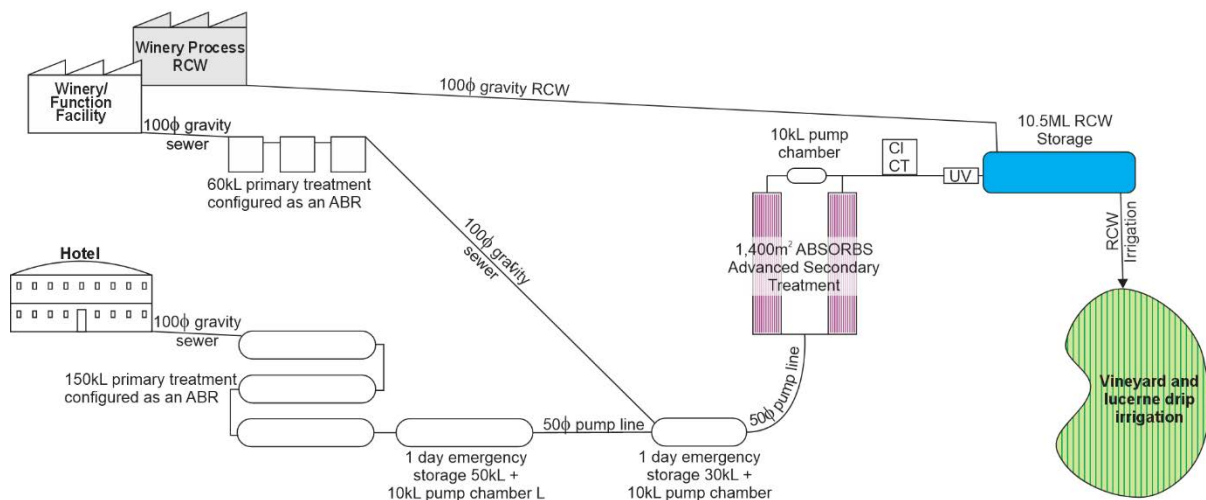 Winery Process
RCW
Winery/
Function
Facility
100ϕ gravity RCW
100ϕ gravity
sewer
60kL primary treatment
configured as an ABR
10kL pump
chamber
CI
CT
UV
10.5ML RCW
Storage
100ϕ gravity
sewer
1,400m² ABSORBS
Advanced Secondary
Treatment
RCW
Irrigation
Hotel
100ϕ gravity
sewer
150kL primary treatment
configured as an ABR
50ϕ pump line
50ϕ pump line
1 day emergency
storage 50kL +
10kL pump chamber L
1 day emergency
storage 30kL +
10kL pump chamber
Vineyard and
lucerne drip
irrigation